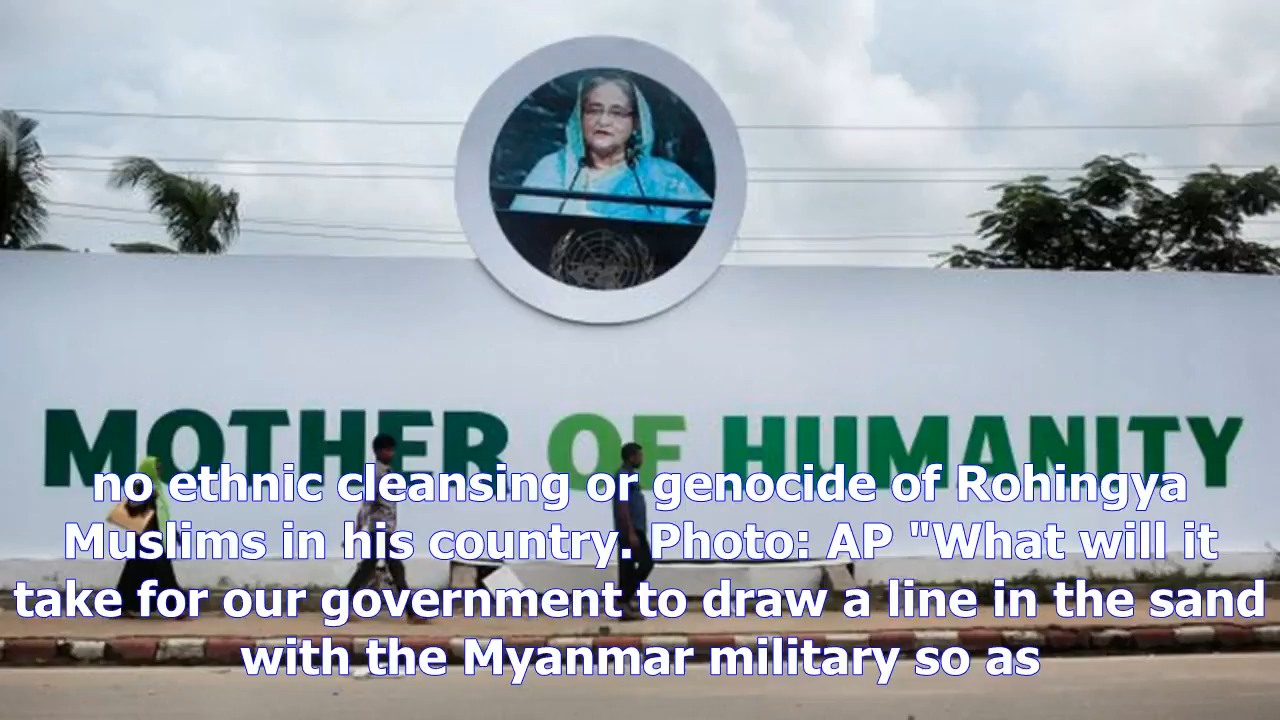 MOTHER OF HUMANITY
no ethnic cleansing or genocide of Rohingya
Muslims in his country. Photo: AP "What will it
take for our government to draw a line in the sand
with the Myanmar military so as